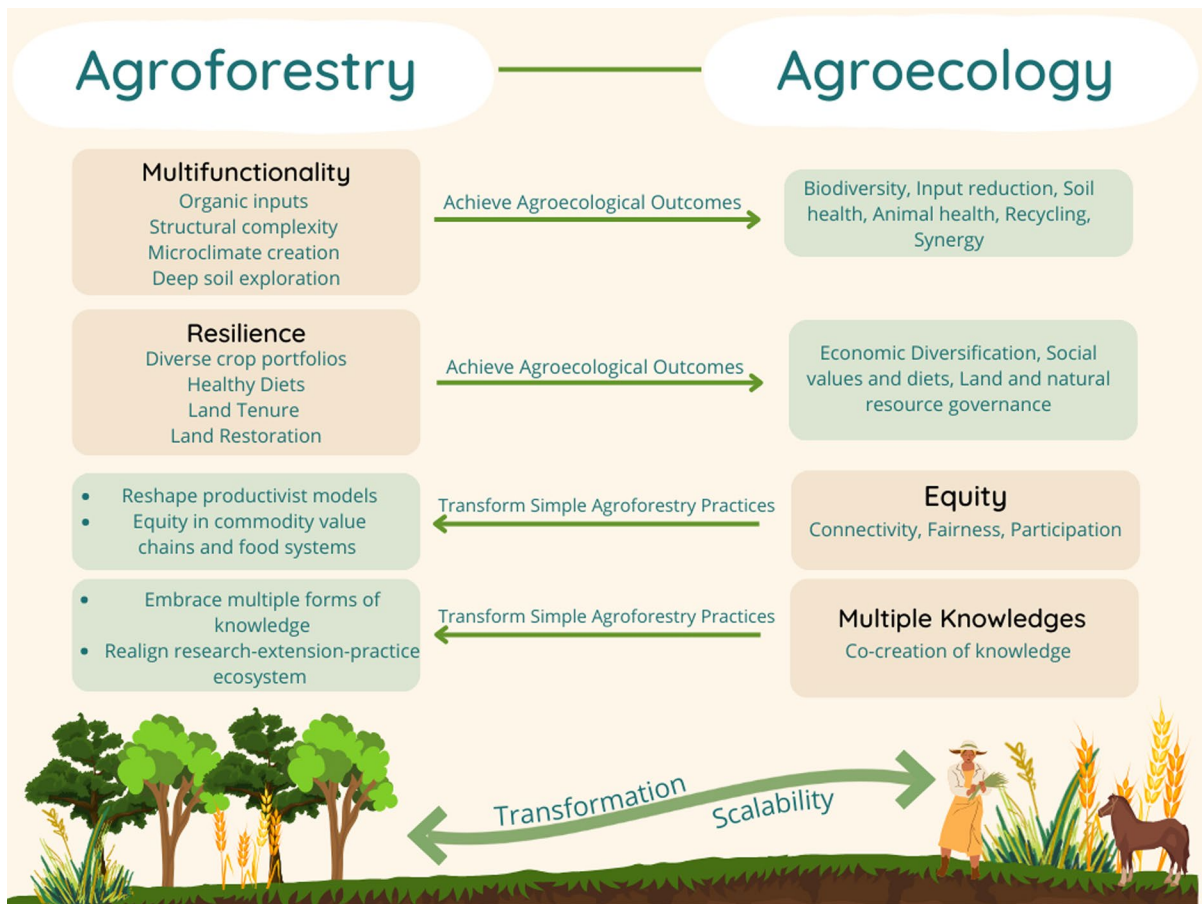 Agroforestry
Agroecology
Multifunctionality
Organic inputs
Structural complexity
Microclimate creation
Deep soil exploration
Achieve Agroecological Outcomes
Biodiversity, Input reduction, Soil
health, Animal health, Recycling,
Synergy
Resilience
Diverse crop portfolios
Healthy Diets
Land Tenure
Land Restoration
Achieve Agroecological Outcomes
Economic Diversification, Social
values and diets, Land and natural
resource governance
• Reshape productivist models
• Equity in commodity value
chains and food systems
Transform Simple Agroforestry Practices
Equity
Connectivity, Fairness, Participation
• Embrace multiple forms of
knowledge
• Realign research-extension-practice
ecosystem
Transform Simple Agroforestry Practices
Multiple Knowledges
Co-creation of knowledge
Transformation
Scalability